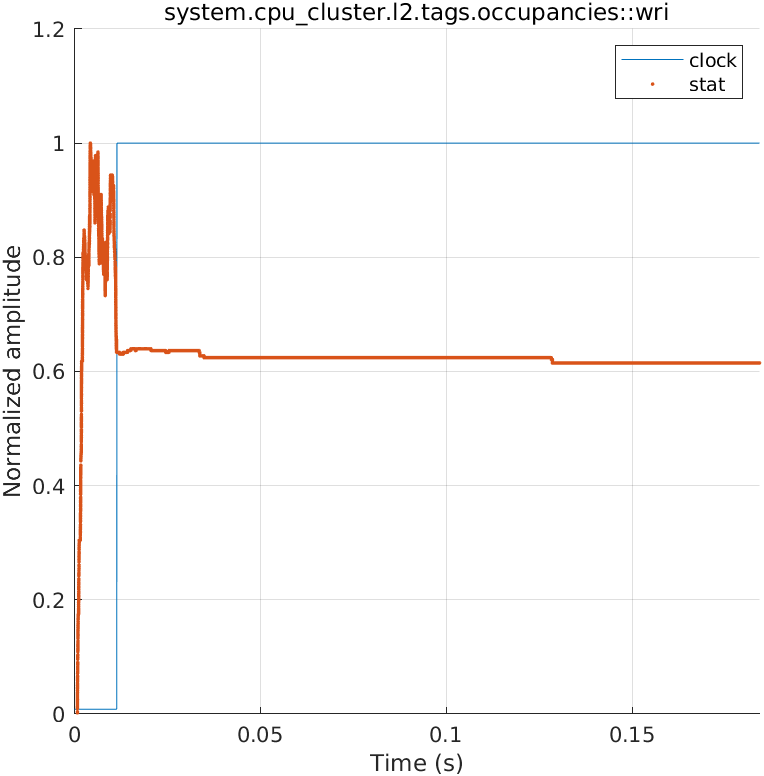 system.cpu_cluster.l2.tags.occupancies::wri
1.2
clock
stat
1
0.8
0.6
0.4
0.2
0
0
0.05
0.1
0.15
Normalized amplitude
Time (s)